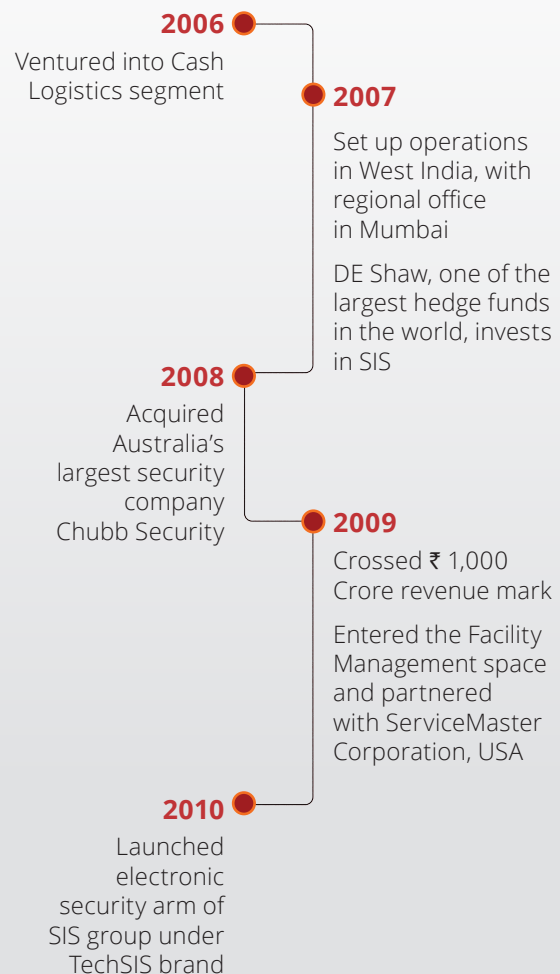 2006
Ventured into Cash
Logistics segment
2007
Set up operations
in West India, with
regional office
in Mumbai
DE Shaw, one of the
largest hedge funds
in the world, invests
in SIS
2008
Acquired
Australia’s
largest security
company
Chubb Security
2009
Crossed ₹ 1,000
Crore revenue mark
Entered the Facility
Management space
and partnered
with ServiceMaster
Corporation, USA
2010
Launched
electronic
security arm of
SIS group under
TechSIS brand